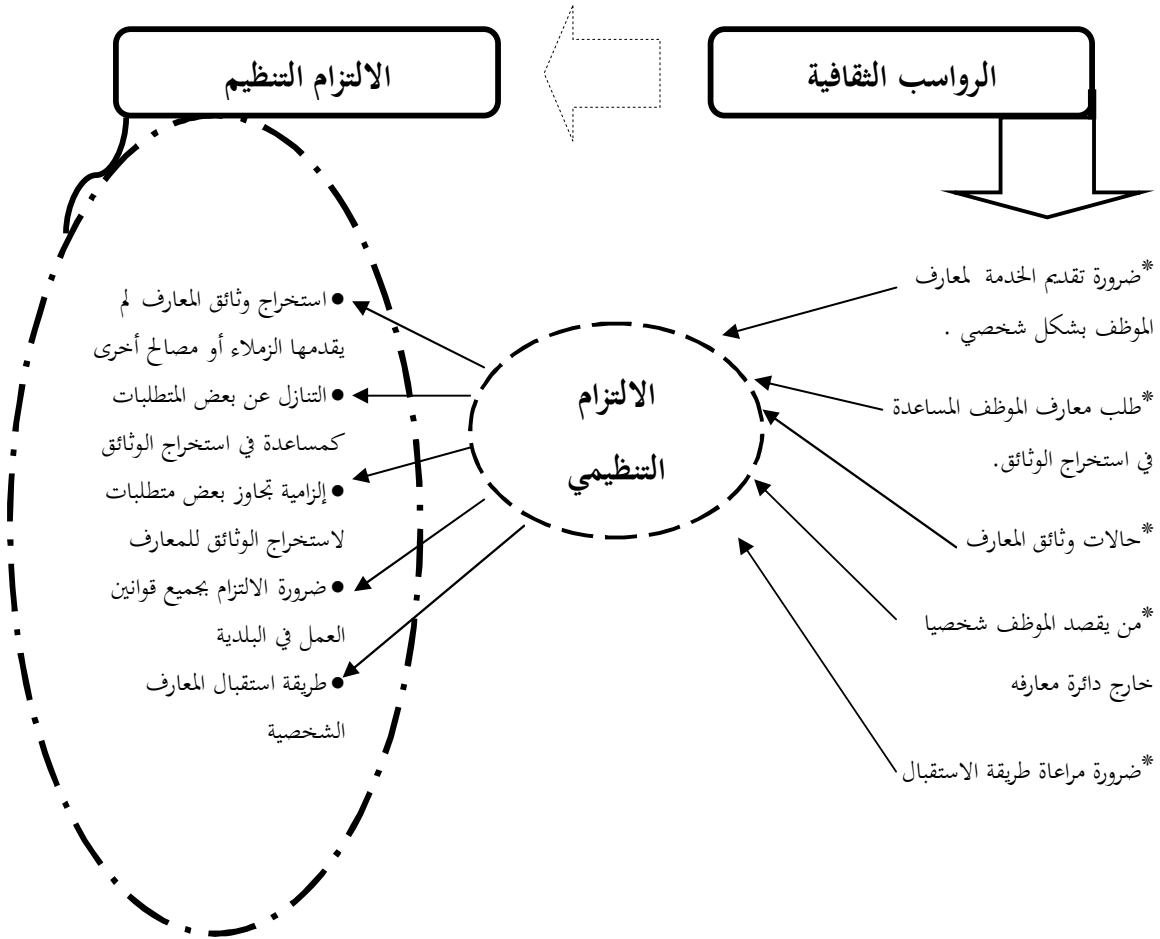 الرواسب الثقافية
الالتزام التنظيم
*ضرورة تقديم الخدمة لمعارف
الموظف بشكل شخصي .
*طلب معارف الموظف المساعدة
في استخراج الوثائق.
*حالات وثائق المعارف
*من يقصد الموظف شخصيا
خارج دائرة معارفه
*ضرورة مراعاة طريقة الاستقبال
الالتزام
التنظيمي
● استخراج وثائق المعارف لم
يقدمها الزملاء أو مصالح أخرى
● التنازل عن بعض المتطلبات
كمساعدة في استخراج الوثائق
● إلزامية تجاوز بعض متطلبات
لاستخراج الوثائق للمعارف
● ضرورة الالتزام بجميع قوانين
العمل في البلدية
● طريقة استقبال المعارف
الشخصية